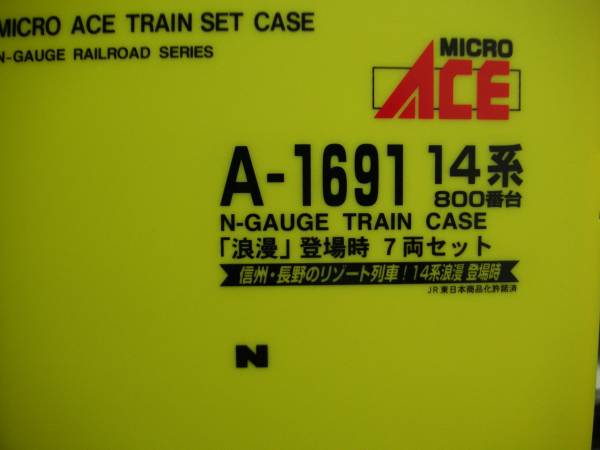 MICRO ACE TRAIN SET CASE
N-GAUGE RAILROAD SERIES
MICRO
ACE
A-1691 14系
800番台
N-GAUGE TRAIN CASE
「浪漫」登場時 7両セット
信州・長野のリゾート列車!14系浪漫 登場時
JR東日本商品化許諾済
N